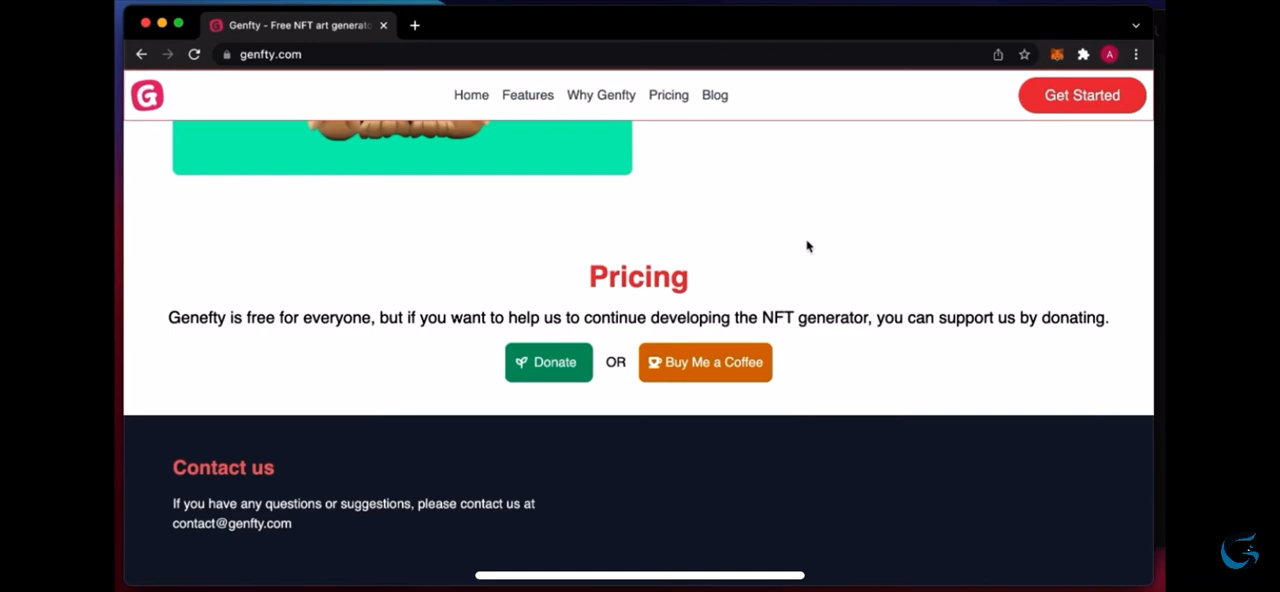 Genfty - Free NFT art generato
genfty.com
A
G
Home Features Why Genfty Pricing Blog
Get Started
Pricing
Genefty is free for everyone, but if you want to help us to continue developing the NFT generator, you can support us by donating.
Donate OR Buy Me a Coffee
Contact us
If you have any questions or suggestions, please contact us at
contact@genfty.com